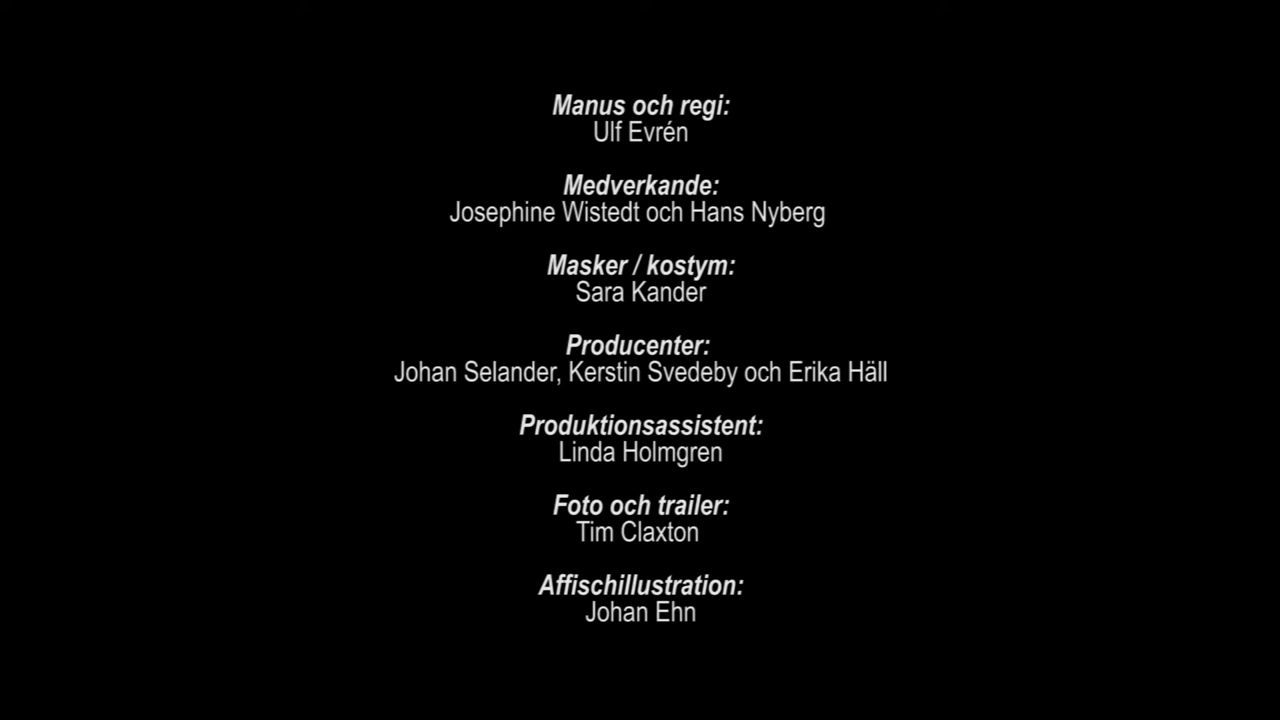 Manus och regi:
Ulf Evrén
Medverkande:
Josephine Wistedt och Hans Nyberg
Masker / kostym:
Sara Kander
Producenter:
Johan Selander, Kerstin Svedeby och Erika Häll
Produktionsassistent:
Linda Holmgren
Foto och trailer:
Tim Claxton
Affischillustration:
Johan Ehn